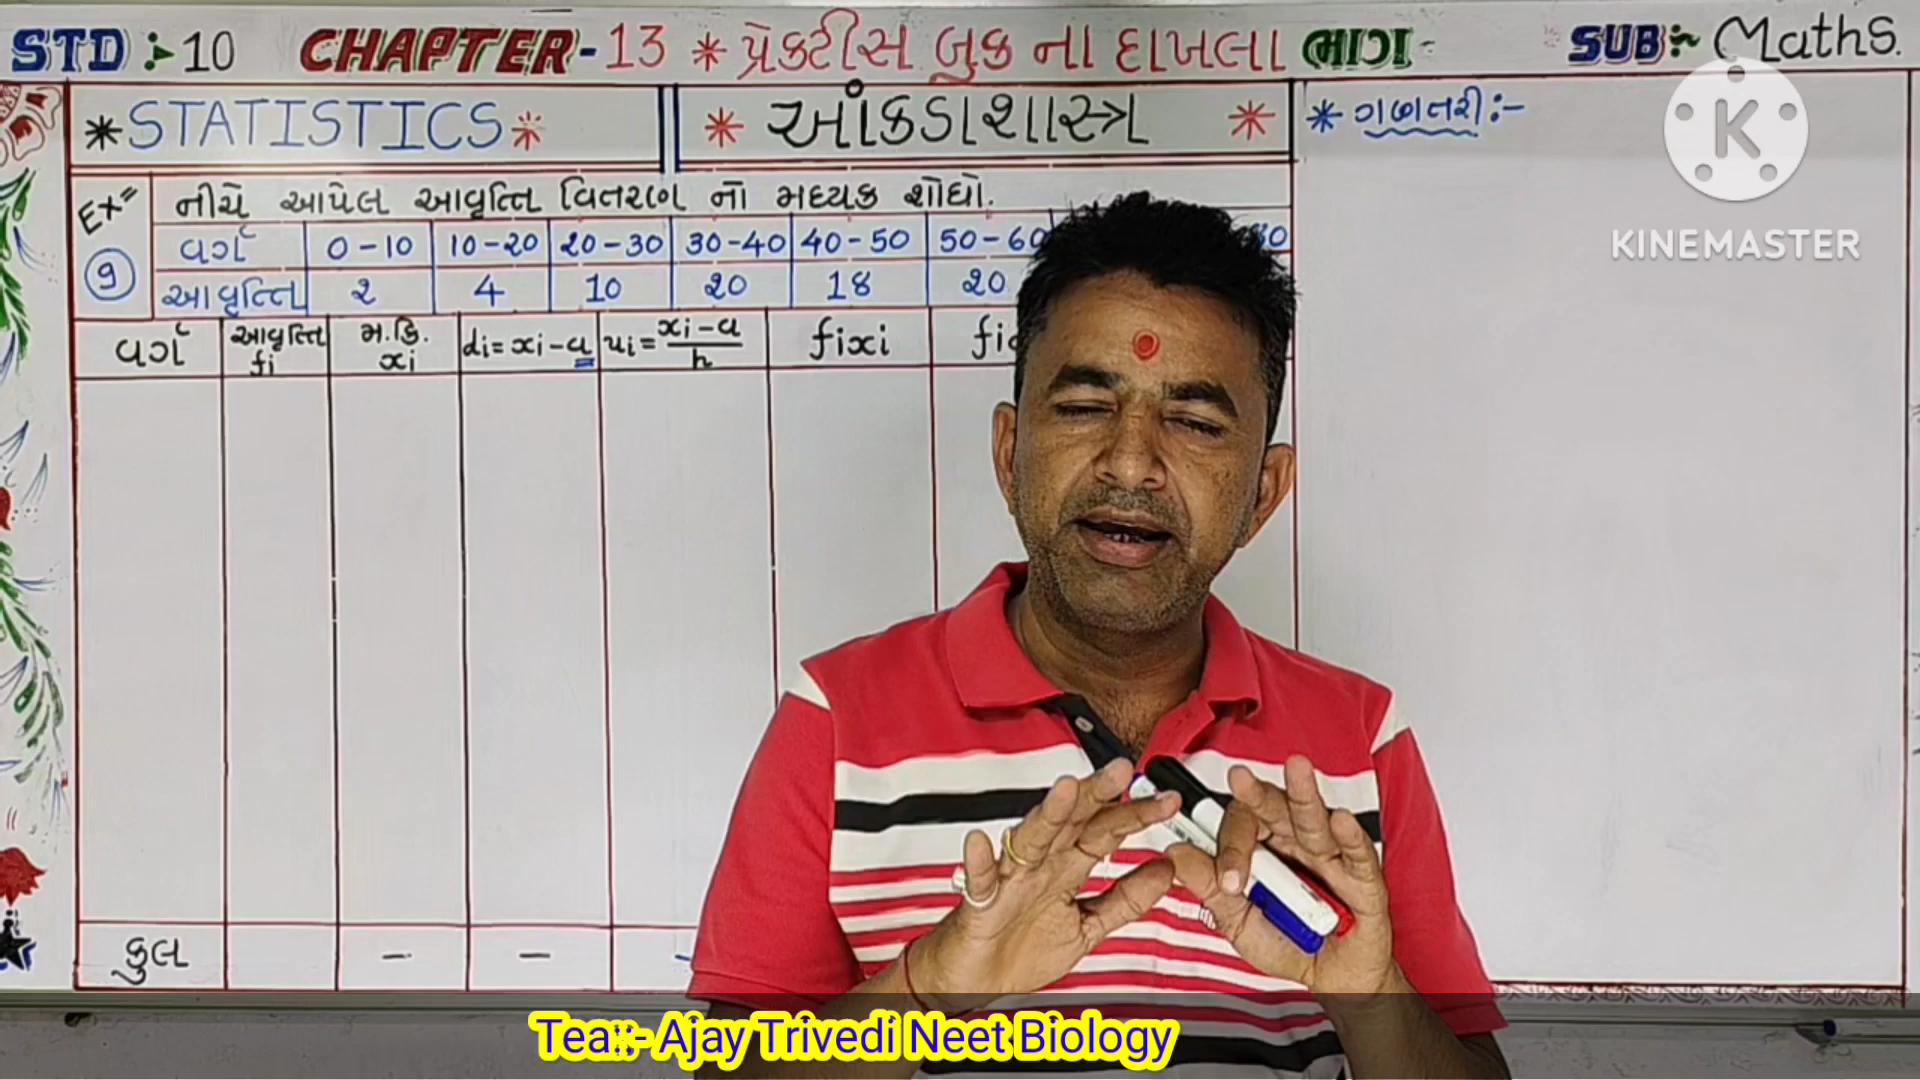 STD :- 10 CHAPTER - 13 * પ્રેક્ટીસ બુક ના દાખલા ભાગ - SUB :- Maths.
* STATISTICS * * આંકડાશાસ્ત્ર * * ગણતરી :-
K
KINEMASTER
Ex= 9 નીચે આપેલ આવૃત્તિ વિતરણ નો મધ્યક શોધો.
વર્ગ 0-10 10-20 20-30 30-40 40-50 50-60
આવૃત્તિ 2 4 10 20 18 20
વર્ગ આવૃત્તિ fi મ.કિ. xi di = xi - a ui = xi - a / h fixi
કુલ - - -
Tea:- Ajay Trivedi Neet Biology